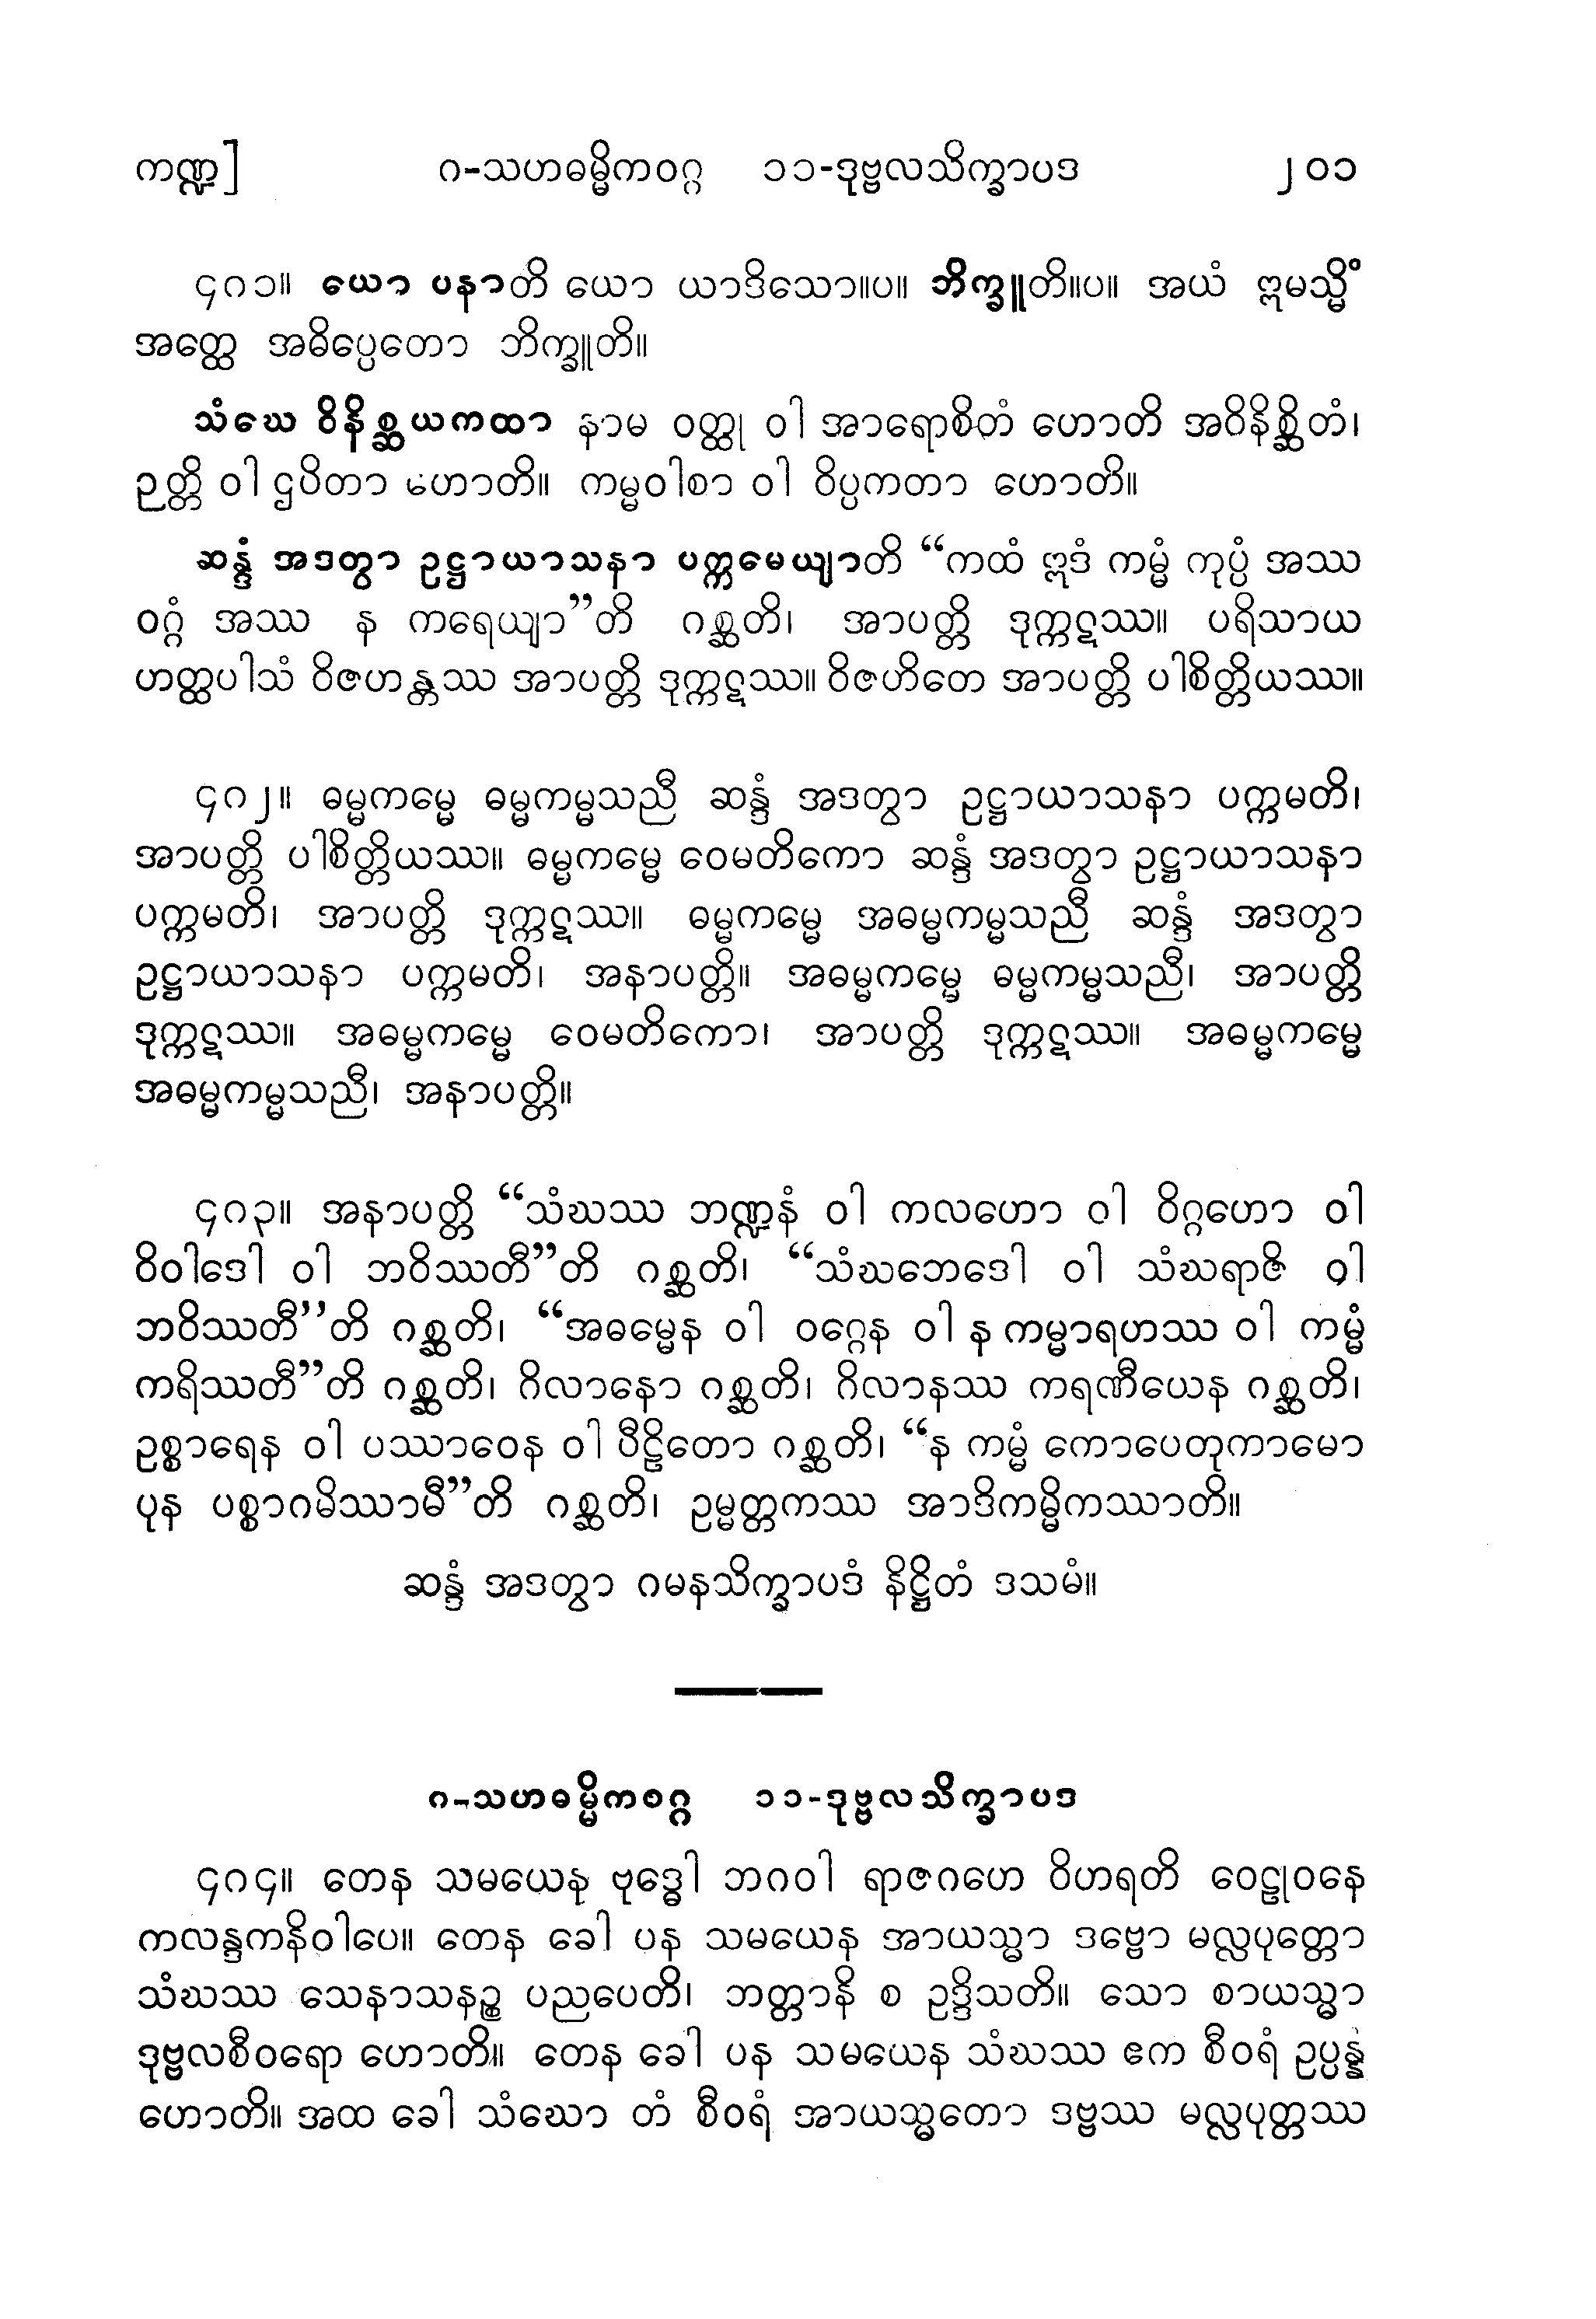 ကဏ္ဍ] ဂ-သဟဓမ္မိကဝဂ္ဂ ၁၁-ဒုဗ္ဗလသိက္ခာပဒ ၂၀၁
၄ဂ၁။ ယော ပနာတိ ယော ယာဒိသော။ပ။ ဘိက္ခူတိ။ပ။ အယံ ဣမသ္မိံ
အတ္ထေ အဓိပ္ပေတော ဘိက္ခူတိ။
သံဃေ ဝိနိစ္ဆယကထာ နာမ ဝတ္ထု ဝါ အာရောစိတံ ဟောတိ အဝိနိစ္ဆိတံ၊
ဉတ္တိ ဝါ ဌပိတာ ဟောတိ။ ကမ္မဝါစာ ဝါ ဝိပ္ပကတာ ဟောတိ။
ဆန္ဒံ အဒတွာ ဥဋ္ဌာယာသနာ ပက္ကမေယျာတိ “ကထံ ဣဒံ ကမ္မံ ကုပ္ပံ အဿ
ဝဂ္ဂံ အဿ န ကရေယျာ”တိ ဂစ္ဆတိ၊ အာပတ္တိ ဒုက္ကဋဿ။ ပရိသာယ
ဟတ္ထပါသံ ဝိဇဟန္တဿ အာပတ္တိ ဒုက္ကဋဿ။ ဝိဇဟိတေ အာပတ္တိ ပါစိတ္တိယဿ။
၄ဂ၂။ ဓမ္မကမ္မေ ဓမ္မကမ္မသညီ ဆန္ဒံ အဒတွာ ဥဋ္ဌာယာသနာ ပက္ကမတိ၊
အာပတ္တိ ပါစိတ္တိယဿ။ ဓမ္မကမ္မေ ဝေမတိကော ဆန္ဒံ အဒတွာ ဥဋ္ဌာယာသနာ
ပက္ကမတိ၊ အာပတ္တိ ဒုက္ကဋဿ။ ဓမ္မကမ္မေ အဓမ္မကမ္မသညီ ဆန္ဒံ အဒတွာ
ဥဋ္ဌာယာသနာ ပက္ကမတိ၊ အနာပတ္တိ။ အဓမ္မကမ္မေ ဓမ္မကမ္မသညီ၊ အာပတ္တိ
ဒုက္ကဋဿ။ အဓမ္မကမ္မေ ဝေမတိကော၊ အာပတ္တိ ဒုက္ကဋဿ။ အဓမ္မကမ္မေ
အဓမ္မကမ္မသညီ၊ အနာပတ္တိ။
၄ဂ၃။ အနာပတ္တိ “သံဃဿ ဘဏ္ဍနံ ဝါ ကလဟော ဝါ ဝိဂ္ဂဟော ဝါ
ဝိဝါဒေါ ဝါ ဘဝိဿတီ”တိ ဂစ္ဆတိ၊ “သံဃဘေဒေါ ဝါ သံဃရာဇိ ဝါ
ဘဝိဿတီ”တိ ဂစ္ဆတိ၊ “အဓမ္မေန ဝါ ဝဂ္ဂေန ဝါ န ကမ္မာရဟဿ ဝါ ကမ္မံ
ကရိဿတီ”တိ ဂစ္ဆတိ၊ ဂိလာနော ဂစ္ဆတိ၊ ဂိလာနဿ ကရဏီယေန ဂစ္ဆတိ၊
ဥစ္စာရေန ဝါ ပဿာဝေန ဝါ ပီဠိတော ဂစ္ဆတိ၊ “န ကမ္မံ ကောပေတုကာမော
ပုန ပစ္စာဂမိဿာမီ”တိ ဂစ္ဆတိ၊ ဥမ္မတ္တကဿ အာဒိကမ္မိကဿာတိ။
ဆန္ဒံ အဒတွာ ဂမနသိက္ခာပဒံ နိဋ္ဌိတံ ဒသမံ။
ဂ-သဟဓမ္မိကစဂ္ဂ ၁၁-ဒုဗ္ဗလသိက္ခာပဒ
၄ဂ၄။ တေန သမယေန ဗုဒ္ဓေါ ဘဂဝါ ရာဇဂဟေ ဝိဟရတိ ဝေဠုဝနေ
ကလန္ဒကနိဝါပေ။ တေန ခေါ ပန သမယေန အာယသ္မာ ဒဗ္ဗော မလ္လပုတ္တော
သံဃဿ သေနာသနဉ္စ ပညပေတိ၊ ဘတ္တာနိ စ ဥဒ္ဒိသတိ။ သော စာယသ္မာ
ဒုဗ္ဗလစီဝရော ဟောတိ။ တေန ခေါ ပန သမယေန သံဃဿ ဧက စီဝရံ ဥပ္ပန္နံ
ဟောတိ။ အထ ခေါ သံဃော တံ စီဝရံ အာယသ္မတော ဒဗ္ဗဿ မလ္လပုတ္တဿ